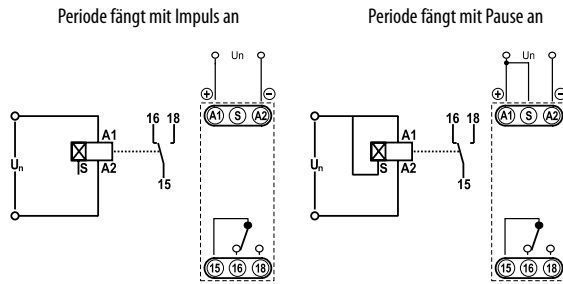 Periode fängt mit Impuls an
Un
A1 S A2
16 18
A1
Un
S A2
15
15 16 18
Periode fängt mit Pause an
Un
A1 S A2
16 18
A1
Un
S A2
15
15 16 18